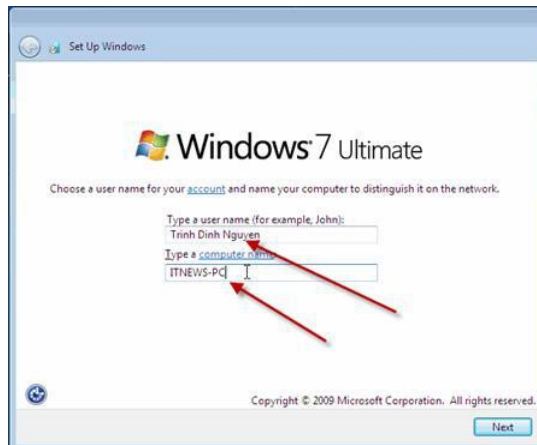 Set Up Windows
Windows 7 Ultimate
Choose a user name for your account and name your computer to distinguish it on the network.
Type a user name (for example, John):
Trinh Dinh Nguyen
Type a computer name:
ITNEWS-PC
Copyright © 2009 Microsoft Corporation. All rights reserved.
Next